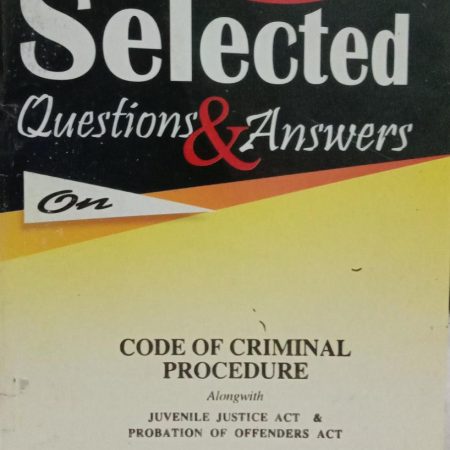 Selected
Questions & Answers
On
CODE OF CRIMINAL
PROCEDURE
Alongwith
JUVENILE JUSTICE ACT &
PROBATION OF OFFENDERS ACT